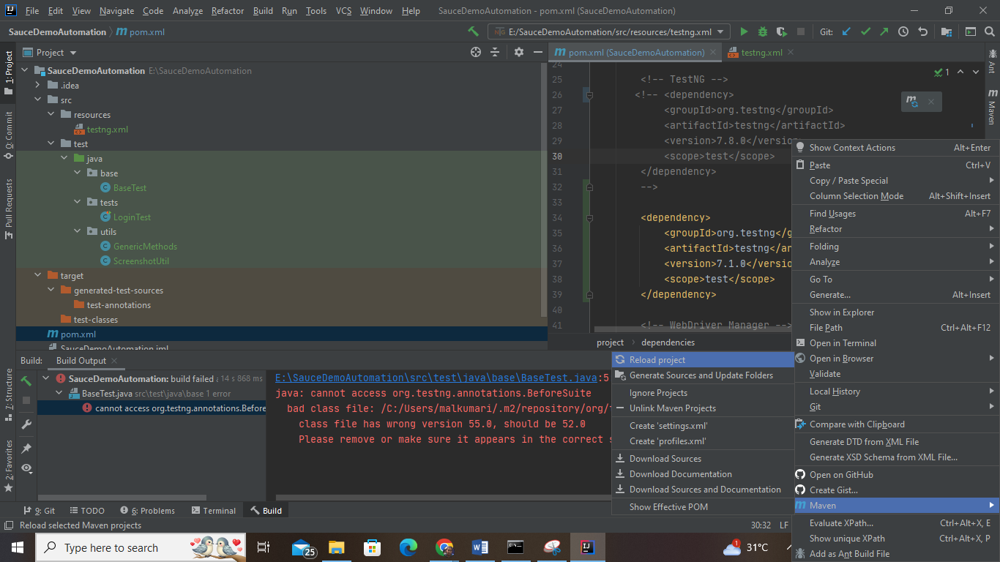 File Edit View Navigate Code Analyze Refactor Build Run Tools VCS Window Help SauceDemoAutomation - pom.xml (SauceDemoAutomation)
SauceDemoAutomation pom.xml E:/SauceDemoAutomation/src/resources/testng.xml Git:
Project
pom.xml (SauceDemoAutomation) testng.xml
1: Project
0: Commit
Pull Requests
7: Structure
2: Favorites
Ant
Maven
SauceDemoAutomation E:\SauceDemoAutomation
.idea
src
resources
testng.xml
test
java
base
BaseTest
tests
LoginTest
utils
GenericMethods
ScreenshotUtil
target
generated-test-sources
test-annotations
test-classes
pom.xml
SauceDemoAutomation.iml
24
25 <!-- TestNG --> 1
26 <!-- <dependency>
27 <groupId>org.testng</groupId>
28 <artifactId>testng</artifactId>
29 <version>7.8.0</version>
30 <scope>test</scope>
31 </dependency>
32 -->
33
34 <dependency>
35 <groupId>org.testng</g
36 <artifactId>testng</ar
37 <version>7.1.0</versio
38 <scope>test</scope>
39 </dependency>
40
41 <!-- WebDriver Manager -->
project dependencies
Show Context Actions Alt+Enter
Paste Ctrl+V
Copy / Paste Special
Column Selection Mode Alt+Shift+Insert
Find Usages Alt+F7
Refactor
Folding
Analyze
Go To
Generate... Alt+Insert
Show in Explorer
File Path Ctrl+Alt+F12
Open in Terminal
Open in Browser
Validate
Local History
Git
Compare with Clipboard
Generate DTD from XML File
Generate XSD Schema from XML File...
Open on GitHub
Create Gist...
Maven
Evaluate XPath... Ctrl+Alt+X, E
Show unique XPath Ctrl+Alt+X, P
Add as Ant Build File
Reload project
Generate Sources and Update Folders
Ignore Projects
Unlink Maven Projects
Create 'settings.xml'
Create 'profiles.xml'
Download Sources
Download Documentation
Download Sources and Documentation
Show Effective POM
Build: Build Output
SauceDemoAutomation: build failed 14 s 868 ms
BaseTest.java src\test\java\base 1 error
cannot access org.testng.annotations.Before
E:\SauceDemoAutomation\src\test\java\base\BaseTest.java:5
java: cannot access org.testng.annotations.BeforeSuite
bad class file: /C:/Users/malkumari/.m2/repository/org/
class file has wrong version 55.0, should be 52.0
Please remove or make sure it appears in the correct s
9: Git TODO 6: Problems Terminal Build
Reload selected Maven projects 30:32 LF
Type here to search 25 1 31°C